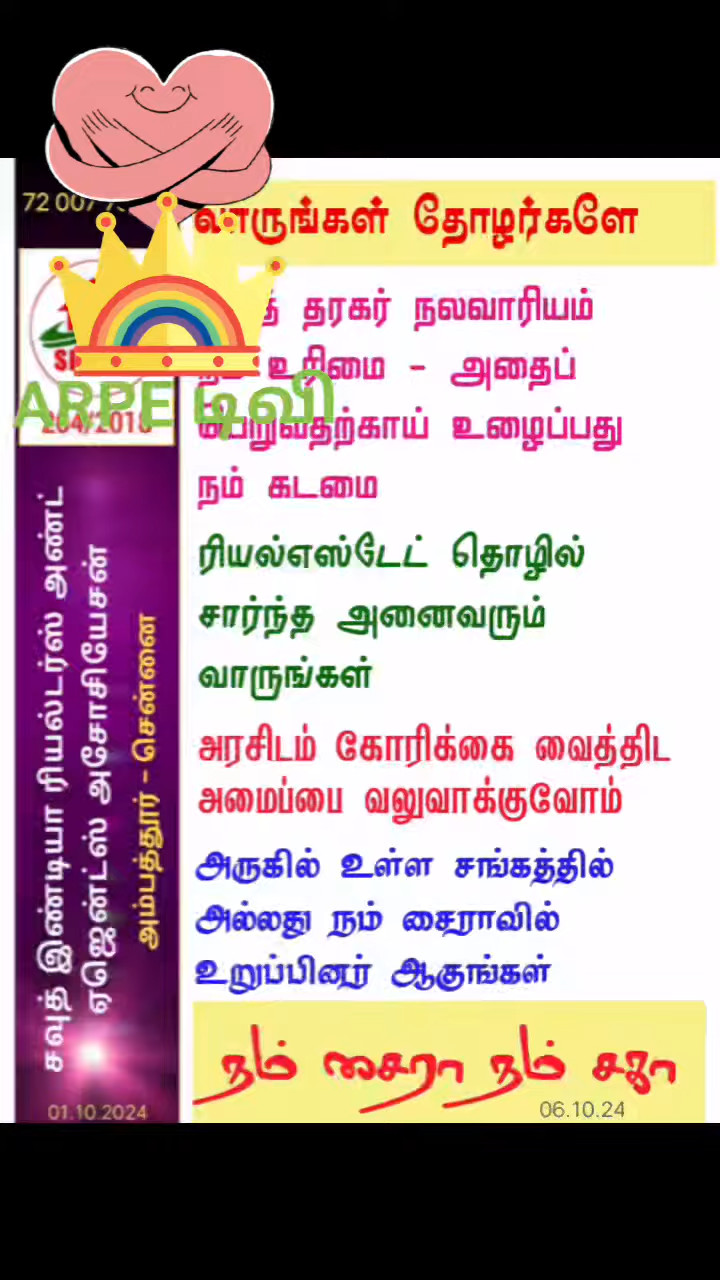 72 007
வாருங்கள் தோழர்களே
தரகர் நலவாரியம்
நம் உரிமை - அதைப்
பெறுவதற்காய் உழைப்பது
நம் கடமை
ரியல்எஸ்டேட் தொழில்
சார்ந்த அனைவரும்
வாருங்கள்
அரசிடம் கோரிக்கை வைத்திட
அமைப்பை வலுவாக்குவோம்
அருகில் உள்ள சங்கத்தில்
அல்லது நம் சைராவில்
உறுப்பினர் ஆகுங்கள்
நம் சைரா நம் சகா
06.10.24
ARPE டிவி
204/2018
சவுத் இண்டியா ரியல்டர்ஸ் அண்ட்
ஏஜெண்ட்ஸ் அசோசியேசன்
அம்பத்தூர் - சென்னை
01.10.2024